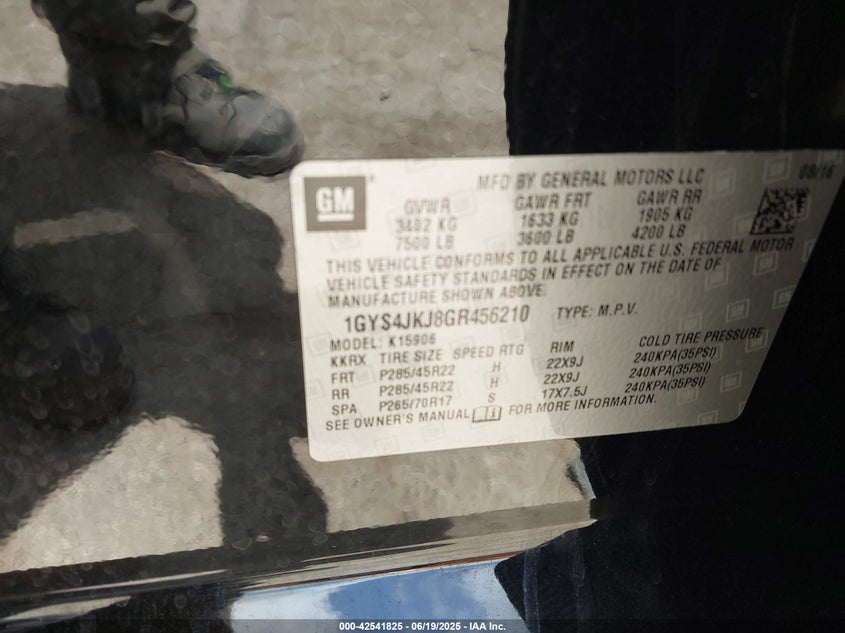 GM
MFD BY GENERAL MOTORS LLC 08/16
GVWR GAWR FRT GAWR RR
3402 KG 1633 KG 1905 KG
7500 LB 3600 LB 4200 LB
THIS VEHICLE CONFORMS TO ALL APPLICABLE U.S. FEDERAL MOTOR
VEHICLE SAFETY STANDARDS IN EFFECT ON THE DATE OF
MANUFACTURE SHOWN ABOVE.
1GYS4JKJ8GR456210 TYPE: M.P.V.
MODEL: K15906
KKRX TIRE SIZE SPEED RTG RIM COLD TIRE PRESSURE
FRT P285/45R22 H 22X9J 240KPA(35PSI)
RR P285/45R22 H 22X9J 240KPA(35PSI)
SPA P265/70R17 S 17X7.5J 240KPA(35PSI)
SEE OWNER'S MANUAL FOR MORE INFORMATION.
000-42541825 - 06/19/2025 - IAA Inc.